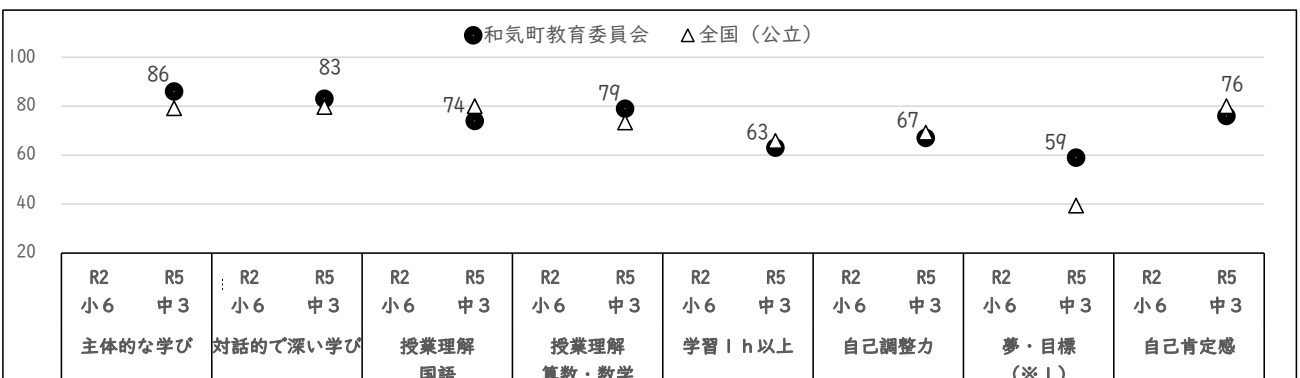 ●和気町教育委員会 △全国（公立）
100
80
60
40
20
86
83
74
79
63
67
59
76
R2 R5 R2 R5 R2 R5 R2 R5 R2 R5 R2 R5 R2 R5 R2 R5
小6 中3 小6 中3 小6 中3 小6 中3 小6 中3 小6 中3 小6 中3 小6 中3
主体的な学び 対話的で深い学び 授業理解 授業理解 学習1h以上 自己調整力 夢・目標 自己肯定感
国語 算数・数学 （※1）